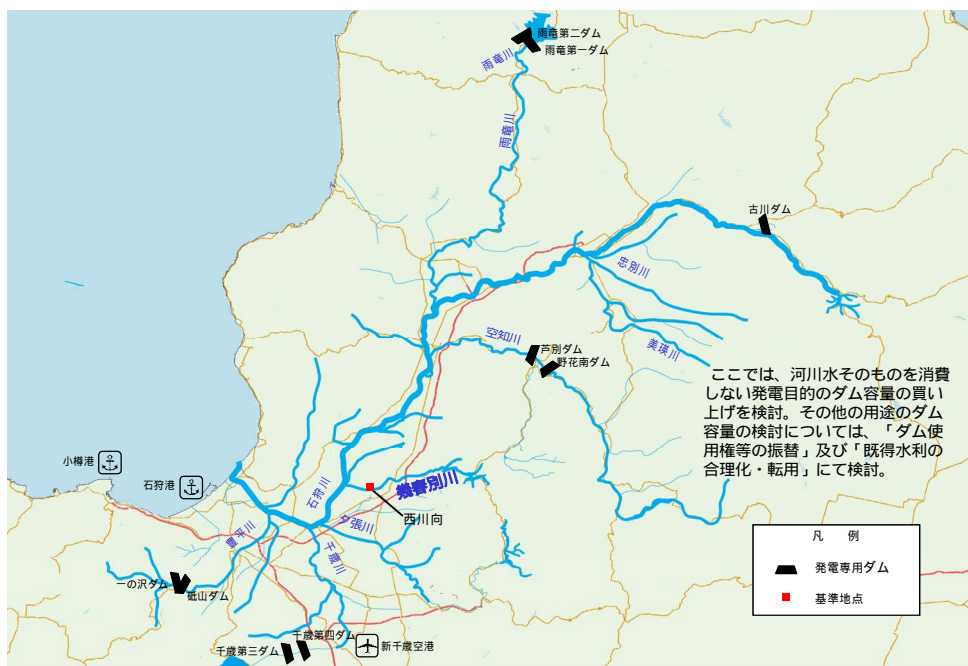 雨竜第二ダム
雨竜第一ダム
雨竜川
雨竜川
古川ダム
忠別川
空知川
美瑛川
芦別ダム
野花南ダム
ここでは、河川水そのものを消費
しない発電目的のダム容量の買い
上げを検討。その他の用途のダム
容量の検討については、「ダム使
用権等の振替」及び「既得水利の
合理化・転用」にて検討。
小樽港
石狩港
石狩川
幾春別川
西川向
夕張川
豊平川
千歳川
凡 例
発電専用ダム
基準地点
一の沢ダム
砥山ダム
千歳第四ダム
千歳第三ダム
新千歳空港